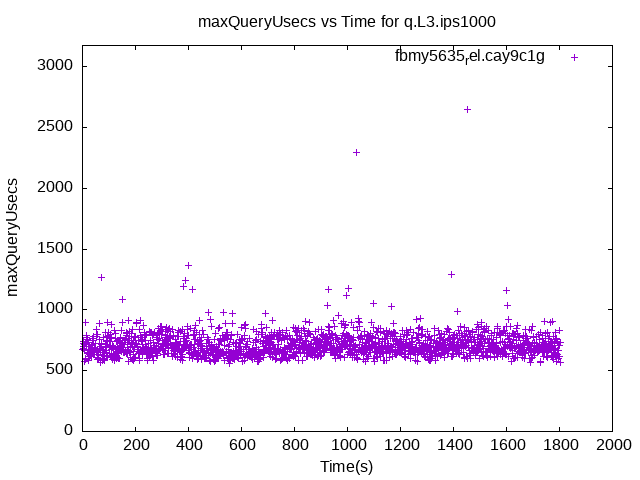 maxQueryUsecs vs Time for q.L3.ips1000
fbmy5635rel.cay9c1g
3000
2500
2000
1500
1000
500
0
maxQueryUsecs
0 200 400 600 800 1000 1200 1400 1600 1800 2000
Time(s)